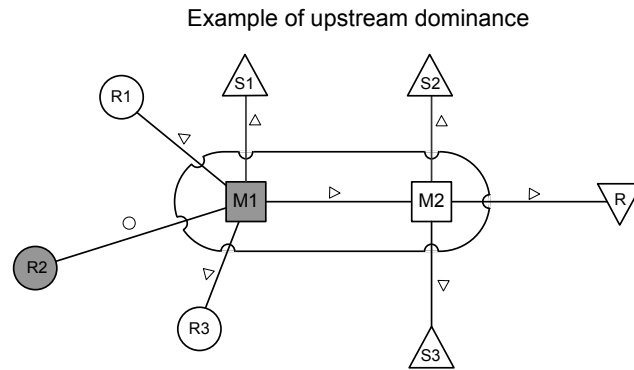 Example of upstream dominance
S1
S2
R1
M1
M2
R
R2
R3
S3